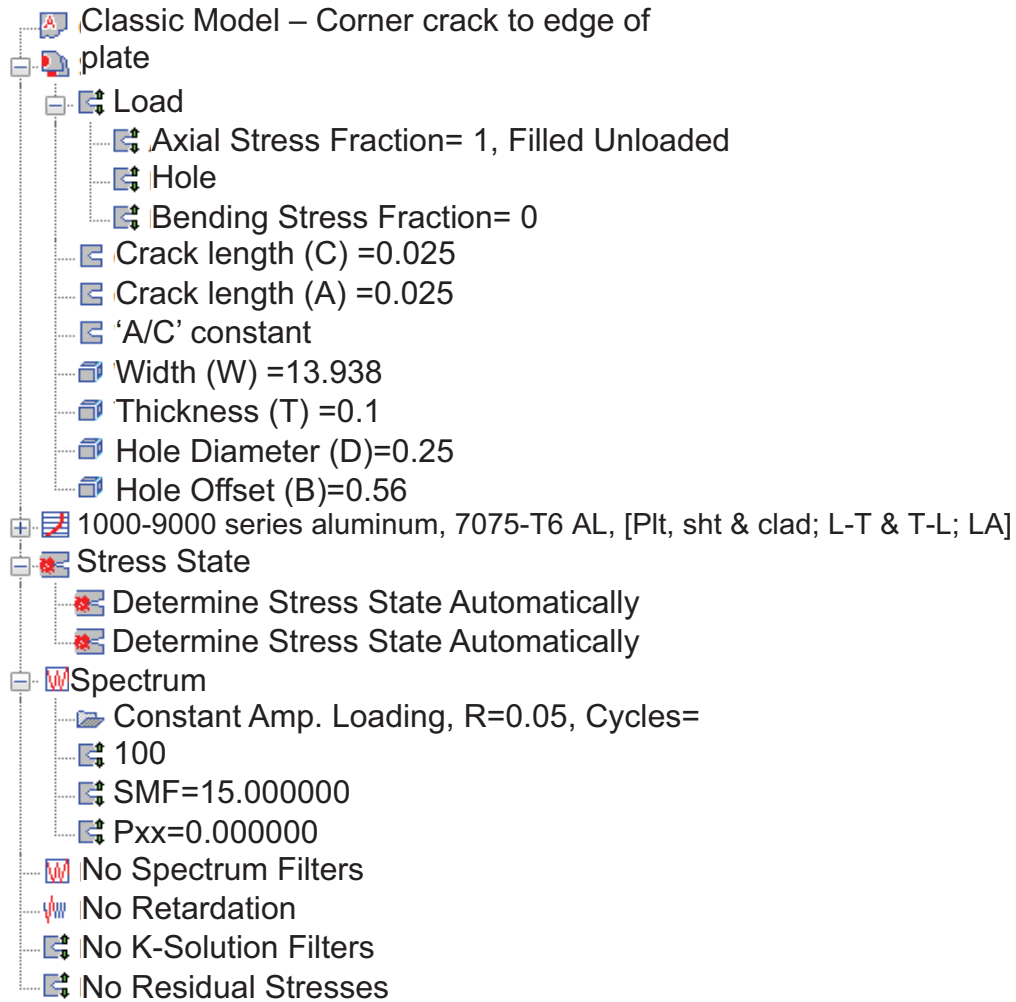 Classic Model – Corner crack to edge of
plate
Load
Axial Stress Fraction= 1, Filled Unloaded
Hole
Bending Stress Fraction= 0
Crack length (C) =0.025
Crack length (A) =0.025
‘A/C’ constant
Width (W) =13.938
Thickness (T) =0.1
Hole Diameter (D)=0.25
Hole Offset (B)=0.56
1000-9000 series aluminum, 7075-T6 AL, [Plt, sht & clad; L-T & T-L; LA]
Stress State
Determine Stress State Automatically
Determine Stress State Automatically
Spectrum
Constant Amp. Loading, R=0.05, Cycles=
100
SMF=15.000000
Pxx=0.000000
No Spectrum Filters
No Retardation
No K-Solution Filters
No Residual Stresses